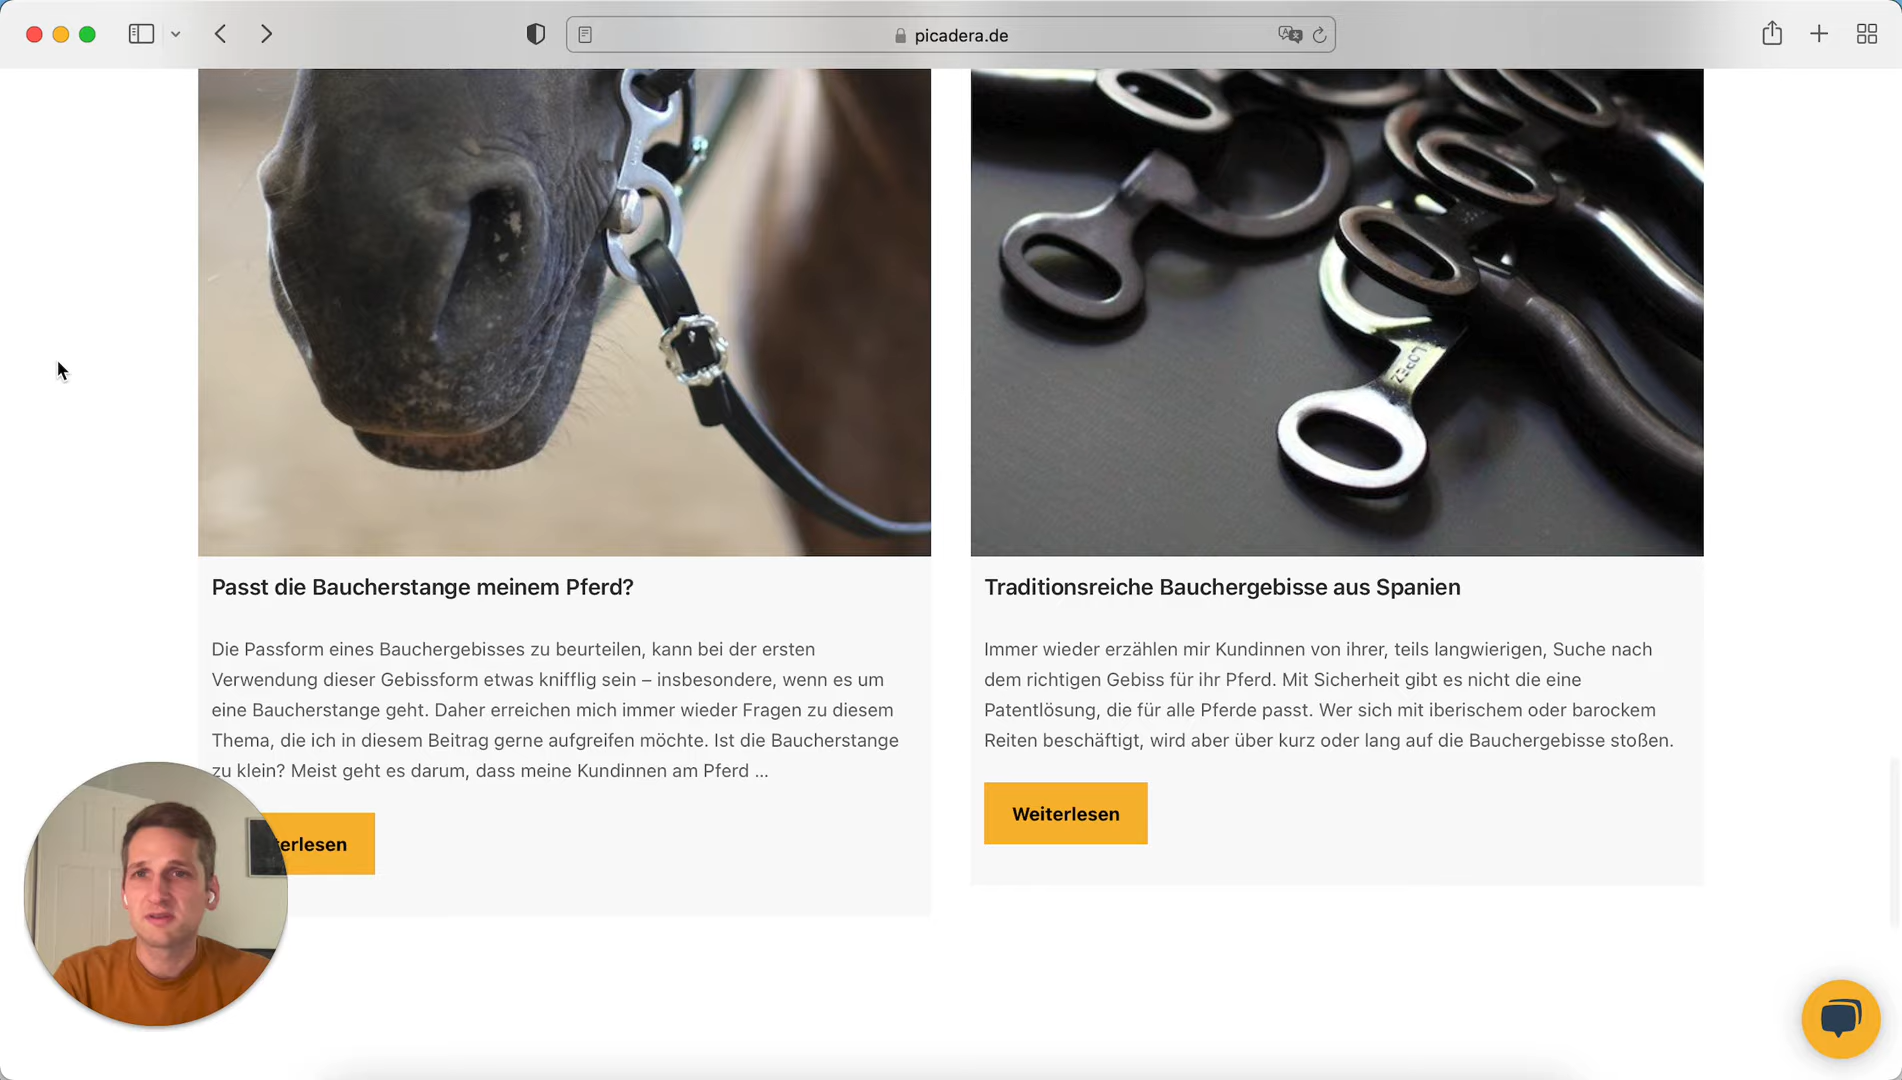 picadera.de
LOPEZ
Passt die Baucherstange meinem Pferd?
Die Passform eines Bauchergebisses zu beurteilen, kann bei der ersten
Verwendung dieser Gebissform etwas knifflig sein – insbesondere, wenn es um
eine Baucherstange geht. Daher erreichen mich immer wieder Fragen zu diesem
Thema, die ich in diesem Beitrag gerne aufgreifen möchte. Ist die Baucherstange
zu klein? Meist geht es darum, dass meine Kundinnen am Pferd ...
erlesen
Traditionsreiche Bauchergebisse aus Spanien
Immer wieder erzählen mir Kundinnen von ihrer, teils langwierigen, Suche nach
dem richtigen Gebiss für ihr Pferd. Mit Sicherheit gibt es nicht die eine
Patentlösung, die für alle Pferde passt. Wer sich mit iberischem oder barockem
Reiten beschäftigt, wird aber über kurz oder lang auf die Bauchergebisse stoßen.
Weiterlesen